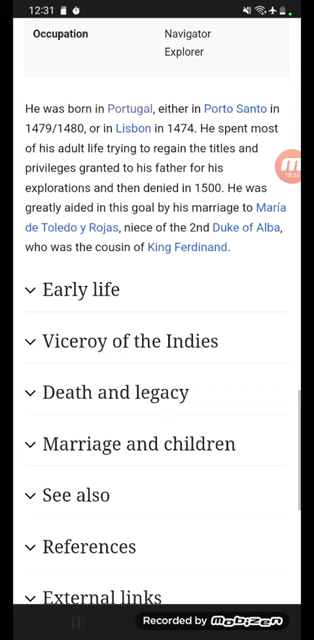 12:31
Occupation
Navigator
Explorer
He was born in Portugal, either in Porto Santo in
1479/1480, or in Lisbon in 1474. He spent most
of his adult life trying to regain the titles and
privileges granted to his father for his
explorations and then denied in 1500. He was
greatly aided in this goal by his marriage to María
de Toledo y Rojas, niece of the 2nd Duke of Alba,
who was the cousin of King Ferdinand.
Early life
Viceroy of the Indies
Death and legacy
Marriage and children
See also
References
External links
Recorded by Mobizen